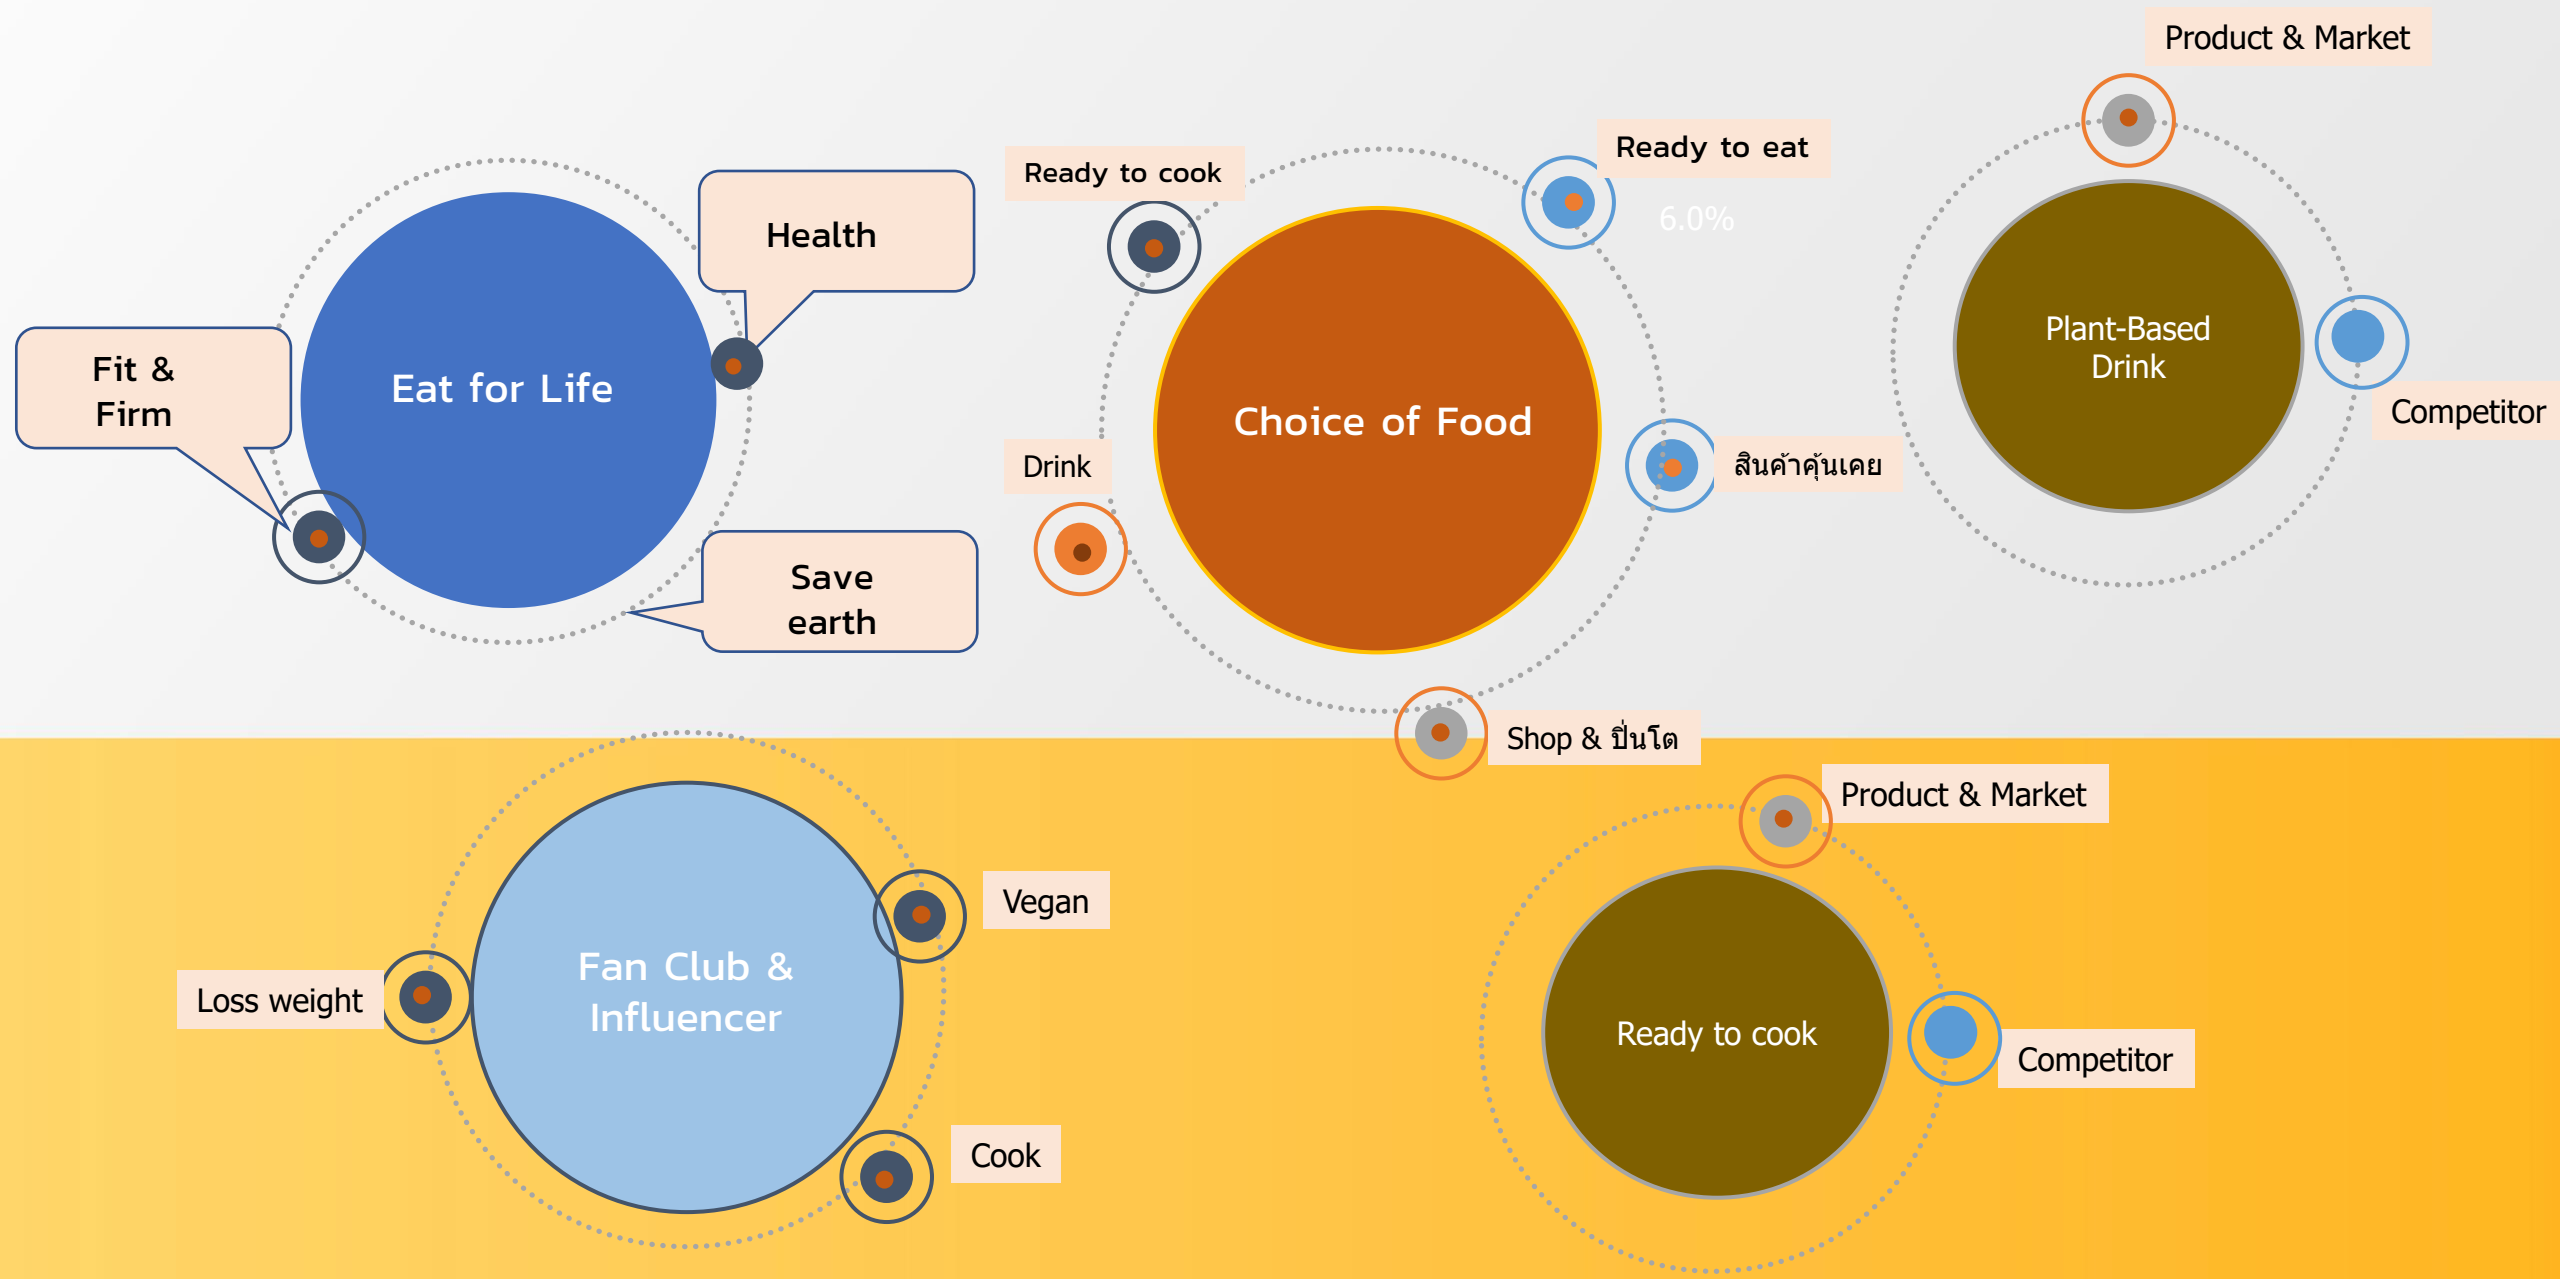 Product & Market
Ready to cook
Ready to eat
6.0%
Health
Fit &
Firm
Eat for Life
Save
earth
Choice of Food
Drink
สินค้าคุ้นเคย
Shop & ปิ่นโต
Plant-Based
Drink
Competitor
Fan Club &
Influencer
Vegan
Loss weight
Cook
Product & Market
Ready to cook
Competitor